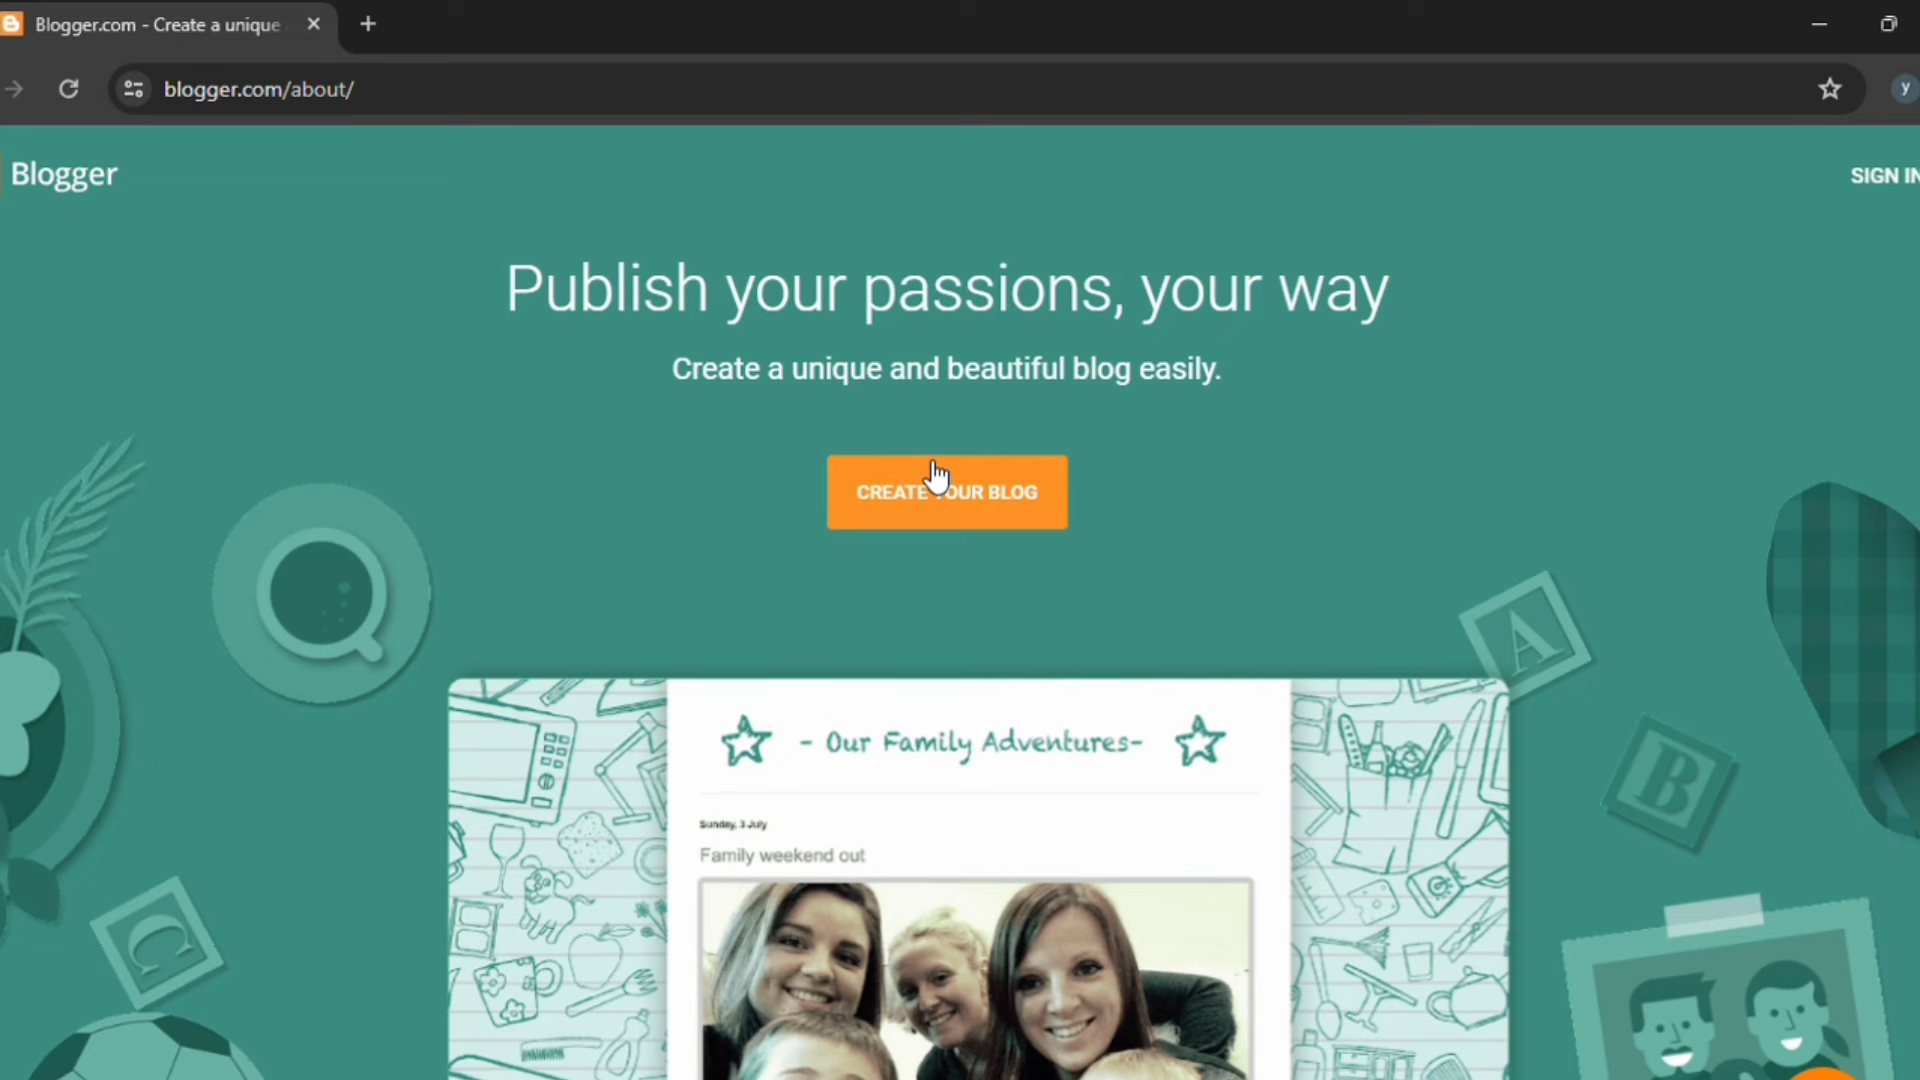 Blogger.com - Create a unique
blogger.com/about/
y
Blogger
SIGN IN
Publish your passions, your way
Create a unique and beautiful blog easily.
CREATE YOUR BLOG
A
- Our Family Adventures-
B
Sunday, 3 July
Family weekend out
C